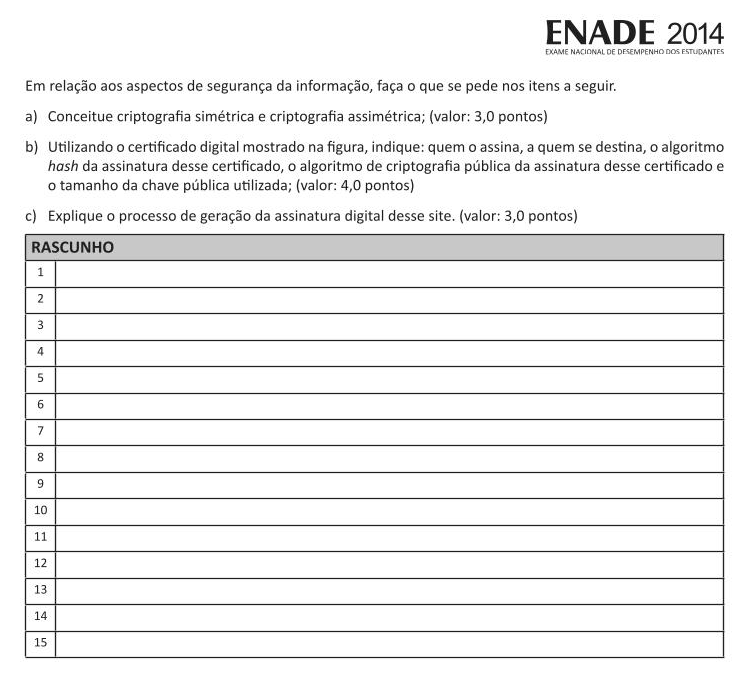 ENADE 2014
EXAME NACIONAL DE DESEMPENHO DOS ESTUDANTES
Em relação aos aspectos de segurança da informação, faça o que se pede nos itens a seguir.
a) Conceitue criptografia simétrica e criptografia assimétrica; (valor: 3,0 pontos)
b) Utilizando o certificado digital mostrado na figura, indique: quem o assina, a quem se destina, o algoritmo
hash da assinatura desse certificado, o algoritmo de criptografia pública da assinatura desse certificado e
o tamanho da chave pública utilizada; (valor: 4,0 pontos)
c) Explique o processo de geração da assinatura digital desse site. (valor: 3,0 pontos)
RASCUNHO
1
2
3
4
5
6
7
8
9
10
11
12
13
14
15